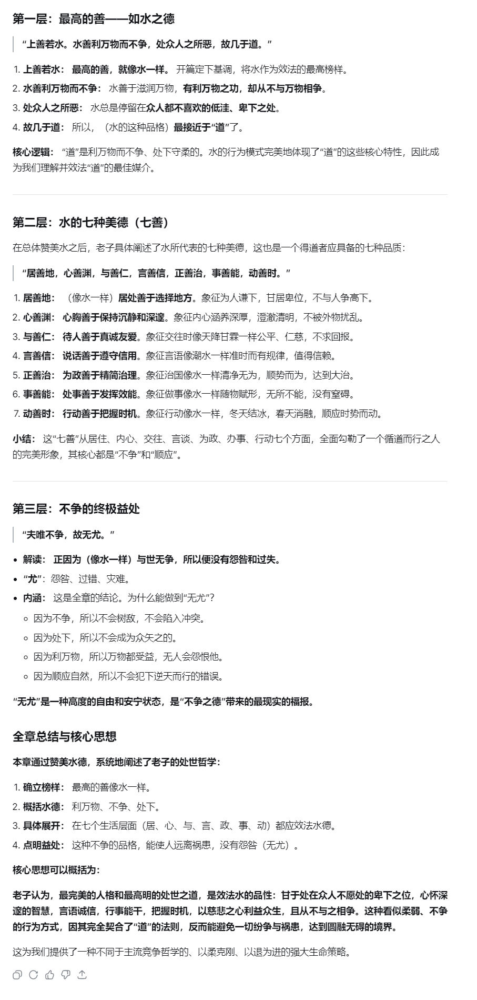 第一层：最高的善——如水之德
“上善若水。水善利万物而不争，处众人之所恶，故几于道。”
1. 上善若水： 最高的善，就像水一样。 开篇定下基调，将水作为效法的最高榜样。
2. 水善利万物而不争： 水善于滋润万物，有利万物之功，却从不与万物相争。
3. 处众人之所恶： 水总是停留在众人都不喜欢的低洼、卑下之处。
4. 故几于道： 所以，（水的这种品格）最接近于“道”了。
核心逻辑： “道”是利万物而不争、处下守柔的。水的行为模式完美地体现了“道”的这些核心特性，因此成
为我们理解并效法“道”的最佳媒介。
第二层：水的七种美德（七善）
在总体赞美水之后，老子具体阐述了水所代表的七种美德，这也是一个得道者应具备的七种品质：
“居善地，心善渊，与善仁，言善信，正善治，事善能，动善时。”
1. 居善地： （像水一样）居处善于选择地方。象征为人谦下，甘居卑位，不与人争高下。
2. 心善渊： 心胸善于保持沉静和深邃。象征内心涵养深厚，澄澈清明，不被外物扰乱。
3. 与善仁： 待人善于真诚友爱。象征交往时像天降甘霖一样公平、仁慈，不求回报。
4. 言善信： 说话善于遵守信用。象征言语像潮水一样准时而有规律，值得信赖。
5. 正善治： 为政善于精简治理。象征治国像水一样清净无为，顺势而为，达到大治。
6. 事善能： 处事善于发挥效能。象征做事像水一样随物赋形，无所不能，没有窒碍。
7. 动善时： 行动善于把握时机。象征行动像水一样，冬天结冰，春天消融，顺应时势而动。
小结： 这“七善”从居住、内心、交往、言谈、为政、办事、行动七个方面，全面勾勒了一个循道而行之人
的完美形象，其核心都是“不争”和“顺应”。
第三层：不争的终极益处
“夫唯不争，故无尤。”
• 解读： 正因为（像水一样）与世无争，所以便没有怨咎和过失。
• “尤”：怨咎、过错、灾难。
• 内涵： 这是全章的结论。为什么能做到“无尤”？
◦ 因为不争，所以不会树敌，不会陷入冲突。
◦ 因为处下，所以不会成为众矢之的。
◦ 因为利万物，所以万物都受益，无人会怨恨他。
◦ 因为顺应自然，所以不会犯下逆天而行的错误。
“无尤”是一种高度的自由和安宁状态，是“不争之德”带来的最现实的福报。
全章总结与核心思想
本章通过赞美水德，系统地阐述了老子的处世哲学：
1. 确立榜样： 最高的善像水一样。
2. 概括水德： 利万物、不争、处下。
3. 具体展开： 在七个生活层面（居、心、与、言、政、事、动）都应效法水德。
4. 点明益处： 这种不争的品格，能使人远离祸患，没有怨咎（无尤）。
核心思想可以概括为：
老子认为，最完美的人格和最高明的处世之道，是效法水的品性：甘于处在众人不愿处的卑下之位，心怀深
邃的智慧，言语诚信，行事能干，把握时机，以慈悲之心利益众生，且从不与之相争。这种看似柔弱、不争
的行为方式，因其完全契合了“道”的法则，反而能避免一切纷争与祸患，达到圆融无碍的境界。
这为我们提供了一种不同于主流竞争哲学的、以柔克刚、以退为进的强大生命策略。